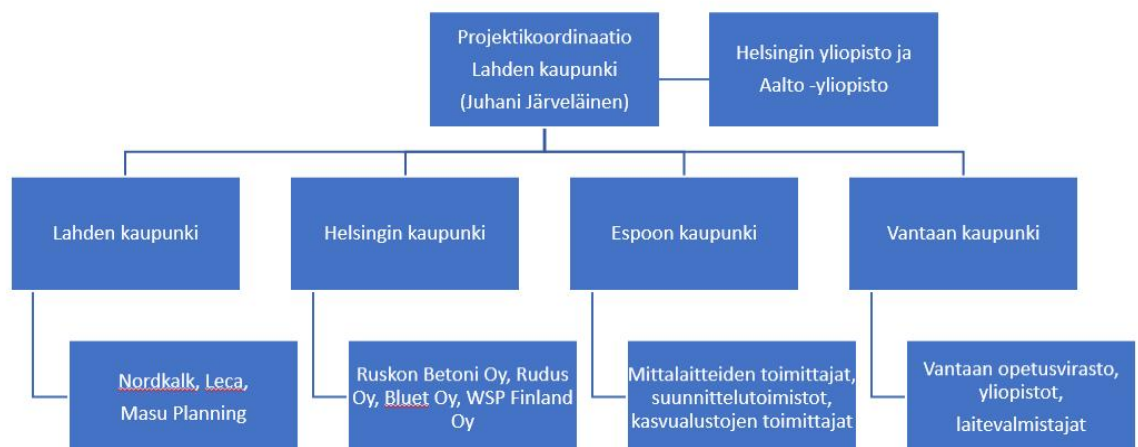 Projektikoordinaatio
Lahden kaupunki
(Juhani Järveläinen)
Helsingin yliopisto ja
Aalto -yliopisto
Lahden kaupunki
Helsingin kaupunki
Espoon kaupunki
Vantaan kaupunki
Nordkalk, Leca,
Masu Planning
Ruskon Betoni Oy, Rudus
Oy, Bluet Oy, WSP Finland
Oy
Mittalaitteiden toimittajat,
suunnittelutoimistot,
kasvualustojen toimittajat
Vantaan opetusvirasto,
yliopistot,
laitevalmistajat